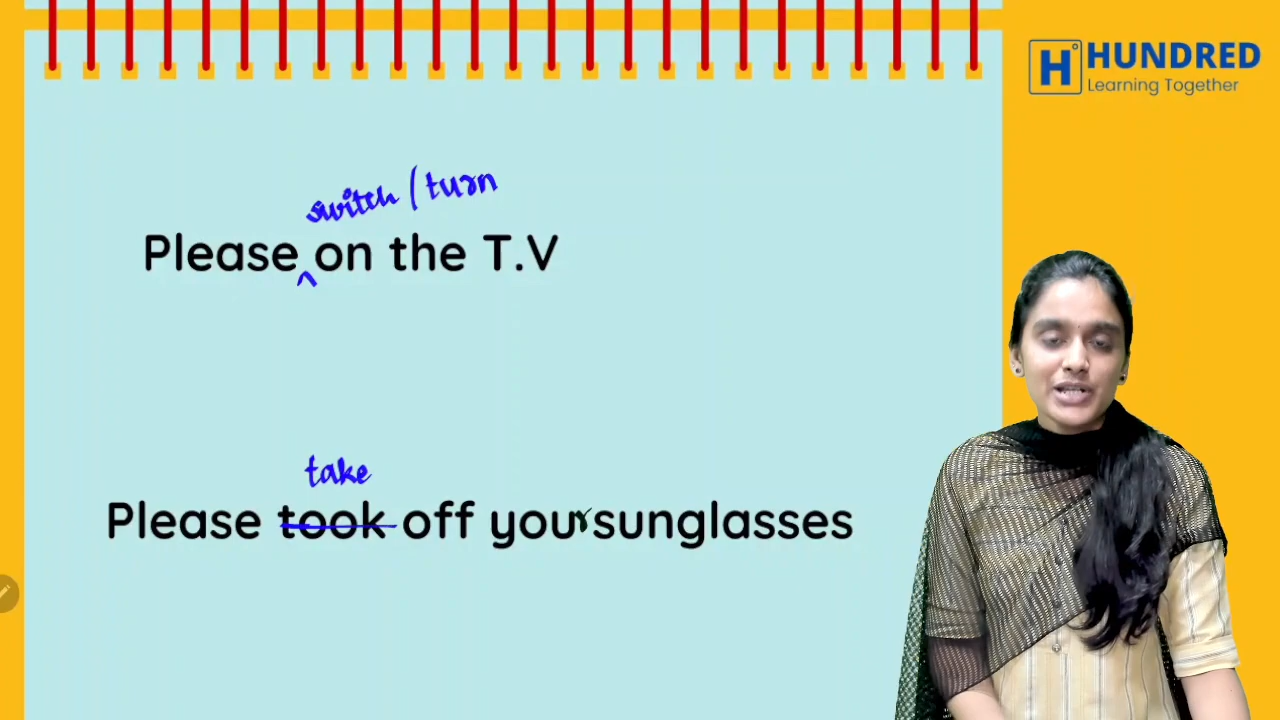 H° HUNDRED
Learning Together
switch / turn
Please ^ on the T.V
take
Please took off your sunglasses